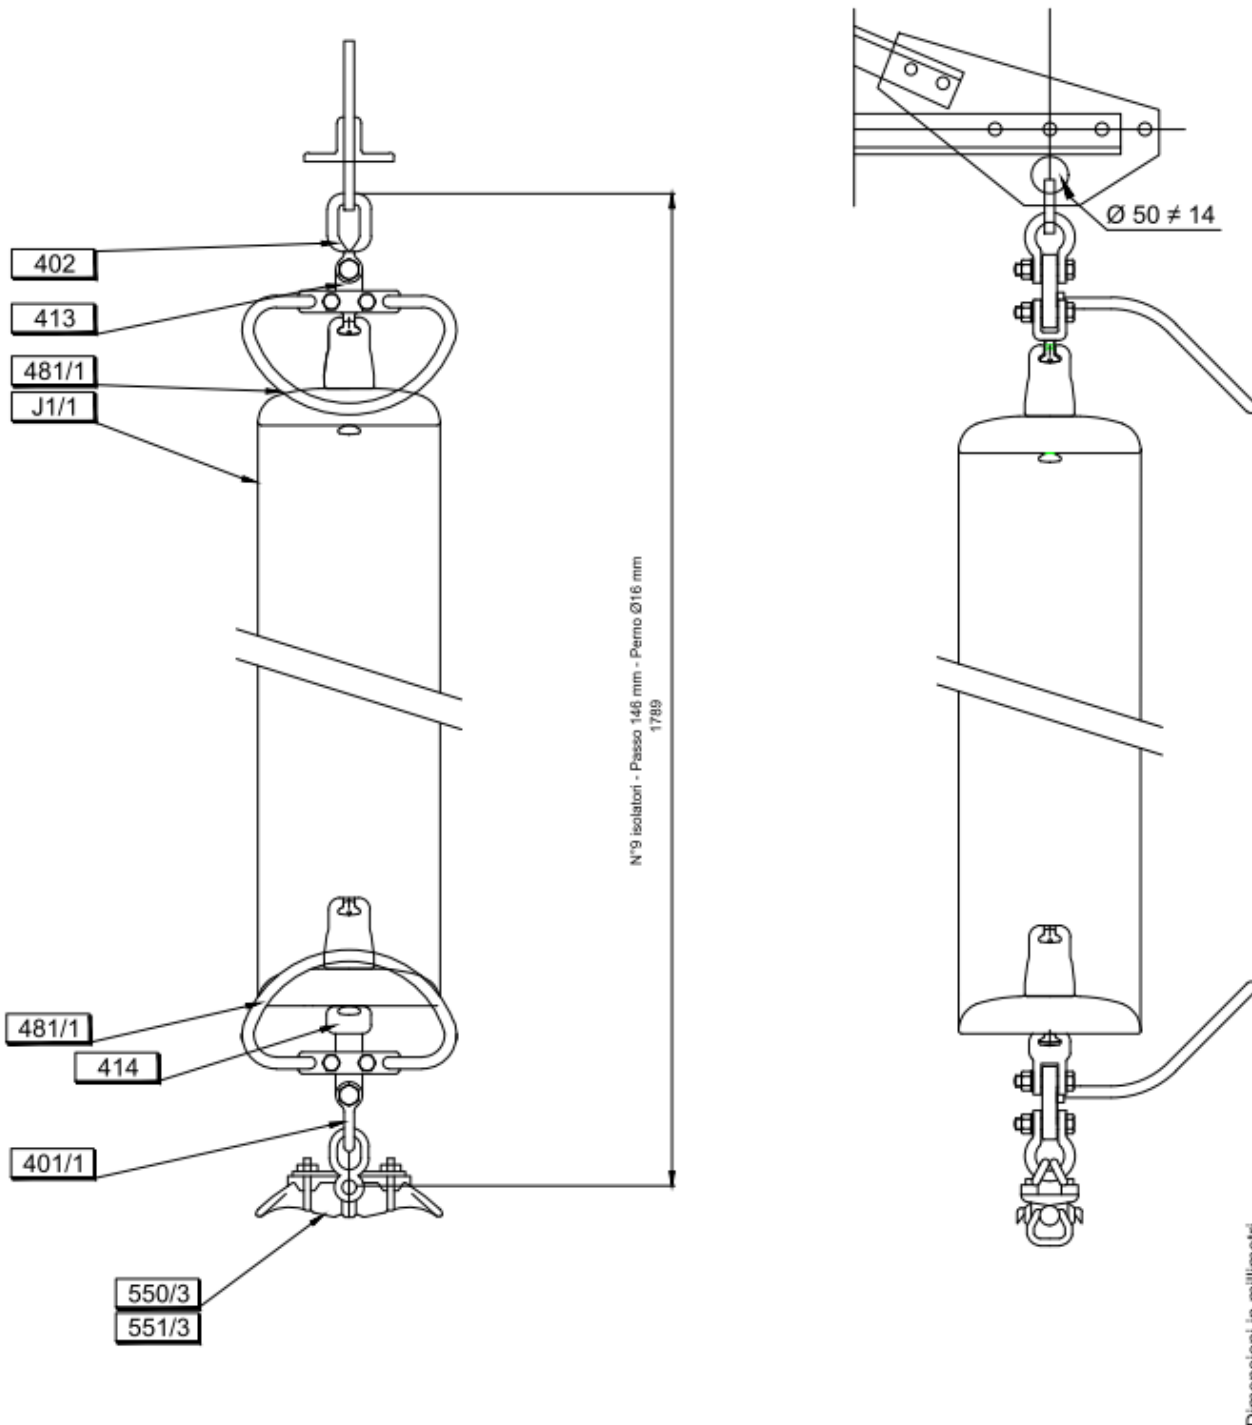 402
413
481/1
J1/1
Ø 50 ≠ 14
N°9 isolatori - Passo 146 mm - Perno Ø16 mm
1789
481/1
414
401/1
550/3
551/3
Dimensioni in millimetri